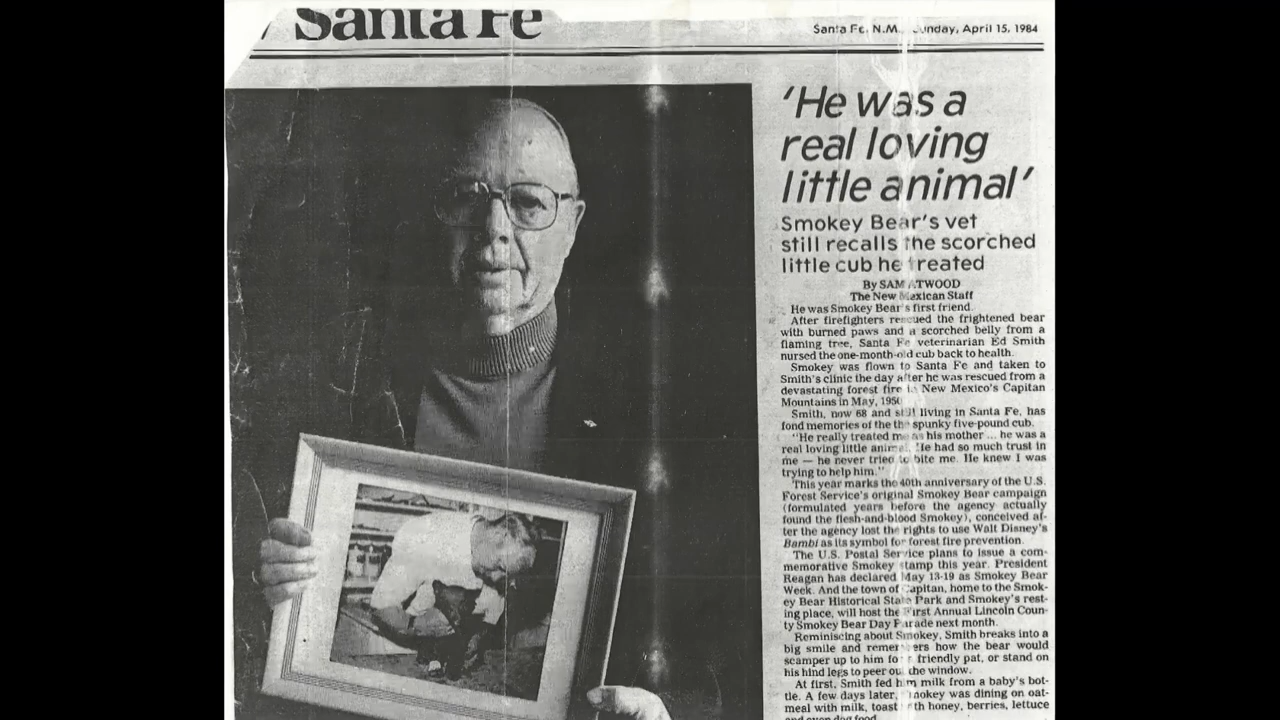 Santa Fe
Santa Fe, N.M., Sunday, April 15, 1984
'He was a
real loving
little animal'
Smokey Bear's vet
still recalls the scorched
little cub he treated
By SAM ATWOOD
The New Mexican Staff
He was Smokey Bear's first friend.
After firefighters rescued the frightened bear
with burned paws and a scorched belly from a
flaming tree, Santa Fe veterinarian Ed Smith
nursed the one-month-old cub back to health.
Smokey was flown to Santa Fe and taken to
Smith's clinic the day after he was rescued from a
devastating forest fire in New Mexico's Capitan
Mountains in May, 1950
Smith, now 68 and still living in Santa Fe, has
fond memories of the the spunky five-pound cub.
"He really treated me as his mother ... he was a
real loving little animal. He had so much trust in
me — he never tried to bite me. He knew I was
trying to help him."
This year marks the 40th anniversary of the U.S.
Forest Service's original Smokey Bear campaign
(formulated years before the agency actually
found the flesh-and-blood Smokey), conceived af-
ter the agency lost the rights to use Walt Disney's
Bambi as its symbol for forest fire prevention.
The U.S. Postal Service plans to issue a com-
memorative Smokey stamp this year. President
Reagan has declared May 13-19 as Smokey Bear
Week. And the town of Capitan, home to the Smok-
ey Bear Historical State Park and Smokey's rest-
ing place, will host the First Annual Lincoln Coun-
ty Smokey Bear Day Parade next month.
Reminiscing about Smokey, Smith breaks into a
big smile and remembers how the bear would
scamper up to him for a friendly pat, or stand on
his hind legs to peer out the window.
At first, Smith fed him milk from a baby's bot-
tle. A few days later, Smokey was dining on oat-
meal with milk, toast with honey, berries, lettuce
and even dog food.